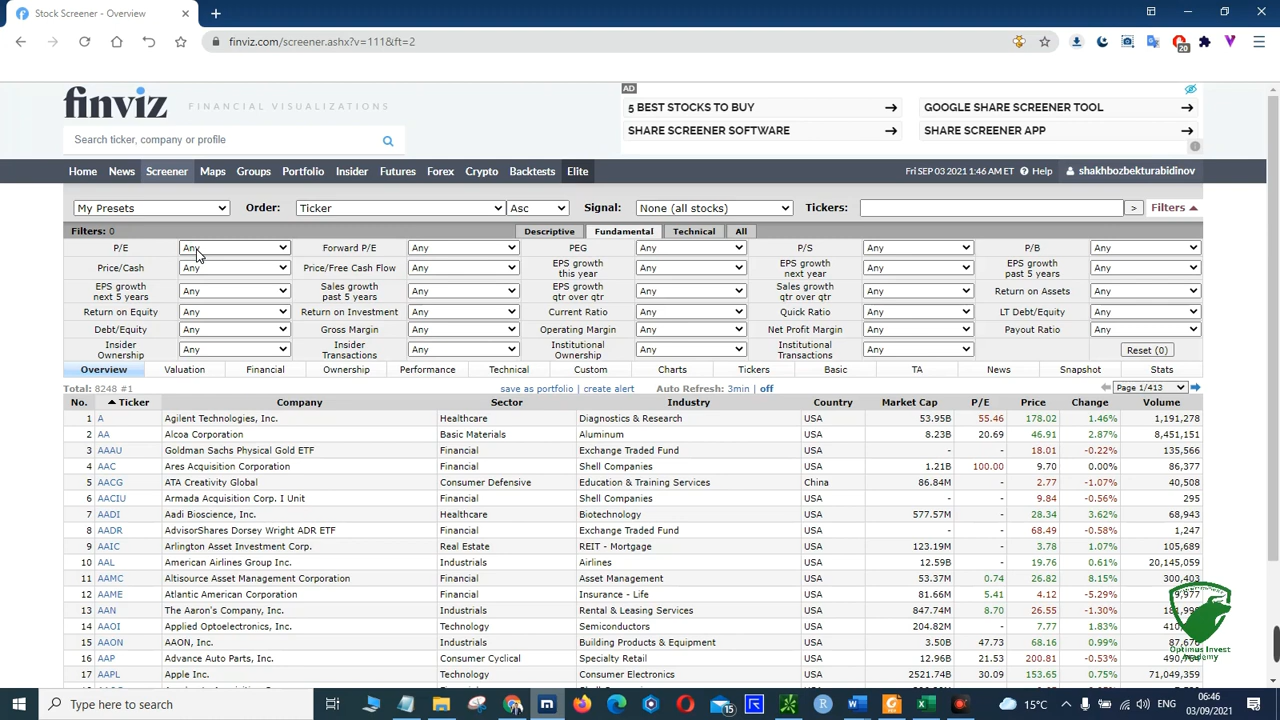 Stock Screener - Overview
finviz.com/screener.ashx?v=111&ft=2
20
finviz FINANCIAL VISUALIZATIONS
AD
5 BEST STOCKS TO BUY
GOOGLE SHARE SCREENER TOOL
SHARE SCREENER SOFTWARE
SHARE SCREENER APP
Search ticker, company or profile
Home News Screener Maps Groups Portfolio Insider Futures Forex Crypto Backtests Elite Fri SEP 03 2021 1:46 AM ET Help shakhbozbekturabidinov
My Presets Order: Ticker Asc Signal: None (all stocks) Tickers: > Filters
Filters: 0 Descriptive Fundamental Technical All
P/E Any Forward P/E Any PEG Any P/S Any P/B Any
Price/Cash Any Price/Free Cash Flow Any EPS growth this year Any EPS growth next year Any EPS growth past 5 years Any
EPS growth next 5 years Any Sales growth past 5 years Any EPS growth qtr over qtr Any Sales growth qtr over qtr Any Return on Assets Any
Return on Equity Any Return on Investment Any Current Ratio Any Quick Ratio Any LT Debt/Equity Any
Debt/Equity Any Gross Margin Any Operating Margin Any Net Profit Margin Any Payout Ratio Any
Insider Ownership Any Insider Transactions Any Institutional Ownership Any Institutional Transactions Any Reset (0)
Overview Valuation Financial Ownership Performance Technical Custom Charts Tickers Basic TA News Snapshot Stats
Total: 8248 #1 save as portfolio | create alert Auto Refresh: 3min | off Page 1/413
No. Ticker Company Sector Industry Country Market Cap P/E Price Change Volume
1 A Agilent Technologies, Inc. Healthcare Diagnostics & Research USA 53.95B 55.46 178.02 1.46% 1,191,278
2 AA Alcoa Corporation Basic Materials Aluminum USA 8.23B 20.69 46.91 2.87% 8,451,151
3 AAAU Goldman Sachs Physical Gold ETF Financial Exchange Traded Fund USA - - 18.01 -0.22% 135,566
4 AAC Ares Acquisition Corporation Financial Shell Companies USA 1.21B 100.00 9.70 0.00% 86,377
5 AACG ATA Creativity Global Consumer Defensive Education & Training Services China 86.84M - 2.77 -1.07% 40,508
6 AACIU Armada Acquisition Corp. I Unit Financial Shell Companies USA - - 9.84 -0.56% 295
7 AADI Aadi Bioscience, Inc. Healthcare Biotechnology USA 577.57M - 28.34 3.62% 68,943
8 AADR AdvisorShares Dorsey Wright ADR ETF Financial Exchange Traded Fund USA - - 68.49 -0.58% 1,247
9 AAIC Arlington Asset Investment Corp. Real Estate REIT - Mortgage USA 123.19M - 3.78 1.07% 105,689
10 AAL American Airlines Group Inc. Industrials Airlines USA 12.59B - 19.76 0.61% 20,145,059
11 AAMC Altisource Asset Management Corporation Financial Asset Management USA 53.37M 0.74 26.82 8.15% 300,403
12 AAME Atlantic American Corporation Financial Insurance - Life USA 81.66M 5.41 4.12 -5.29%
13 AAN The Aaron's Company, Inc. Industrials Rental & Leasing Services USA 847.74M 8.70 26.55 -1.30%
14 AAOI Applied Optoelectronics, Inc. Technology Semiconductors USA 204.82M - 7.77 1.83%
15 AAON AAON, Inc. Industrials Building Products & Equipment USA 3.50B 47.73 68.16 0.99%
16 AAP Advance Auto Parts, Inc. Consumer Cyclical Specialty Retail USA 12.96B 21.53 200.81 -0.53%
17 AAPL Apple Inc. Technology Consumer Electronics USA 2521.74B 30.09 153.65 0.75% 71,049,359
Optimus Invest
Academy
Type here to search
15
15°C ENG
06:46
03/09/2021